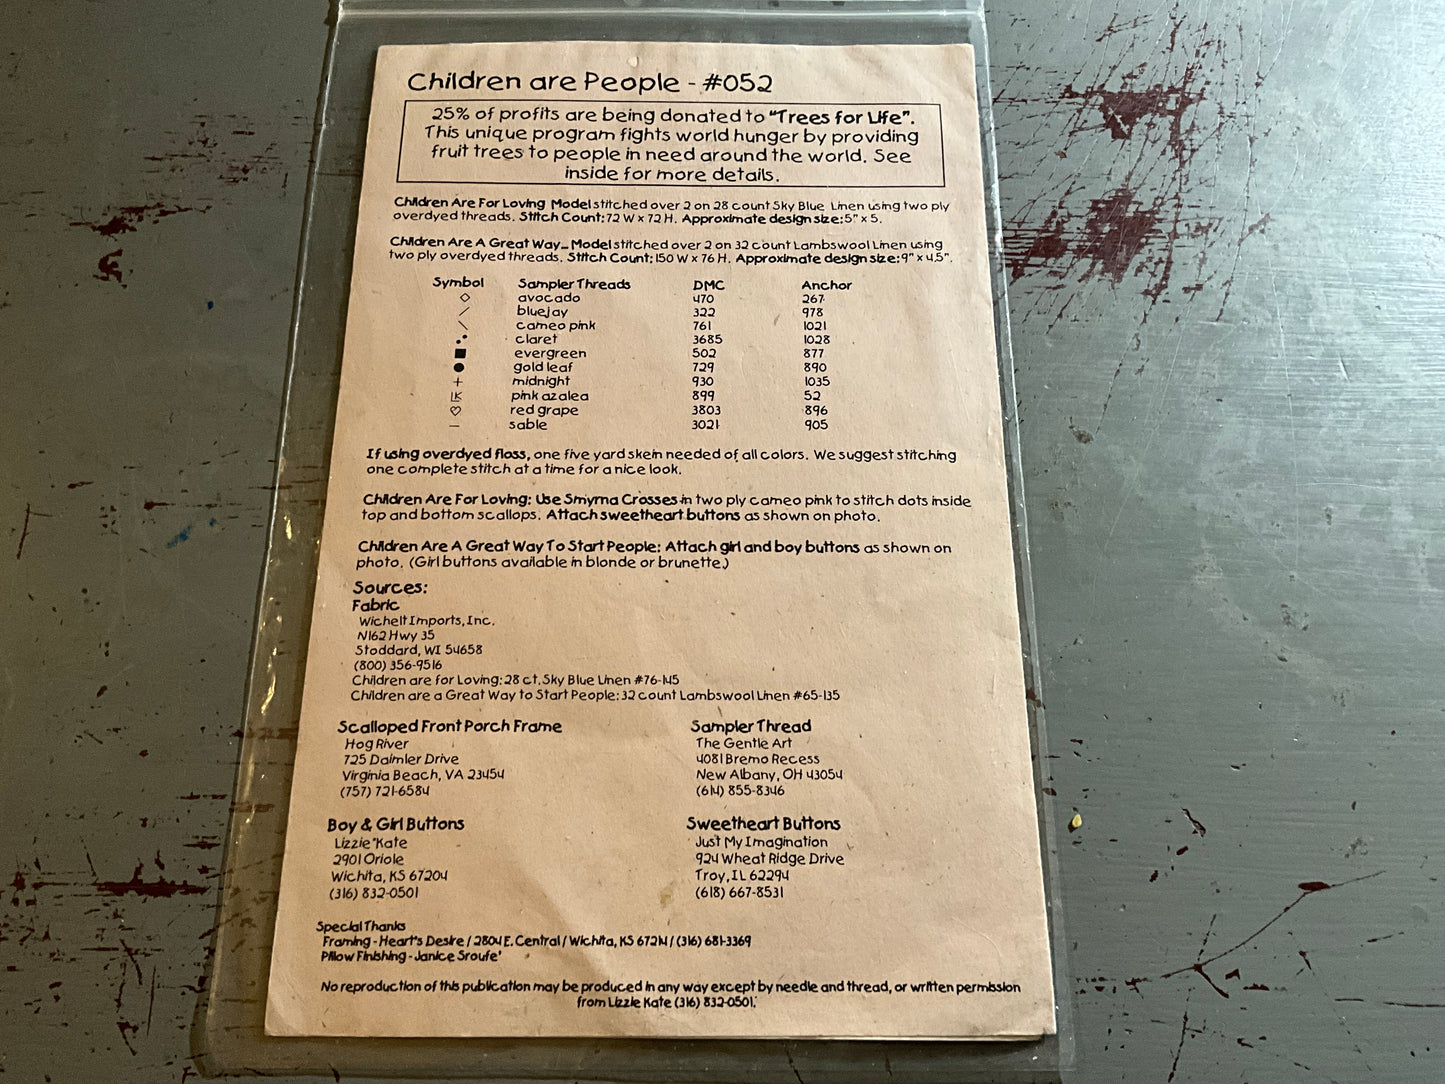 Children are People - #052
25% of profits are being donated to "Trees for Life".
This unique program fights world hunger by providing
fruit trees to people in need around the world. See
inside for more details.
Children Are For Loving Model stitched over 2 on 28 count Sky Blue Linen using two ply
overdyed threads. Stitch Count: 72 W x 72 H. Approximate design size: 5" x 5.
Children Are A Great Way... Model stitched over 2 on 32 count Lambswool Linen using
two ply overdyed threads. Stitch Count: 150 W x 76 H. Approximate design size: 9" x 4.5".
Symbol Sampler Threads DMC Anchor
◇ avocado 470 267
/ bluejay 322 978
\ cameo pink 761 1021
claret 3685 1028
■ evergreen 502 877
● gold leaf 729 890
+ midnight 930 1035
LK pink azalea 899 52
♡ red grape 3803 896
— sable 3021 905
If using overdyed floss, one five yard skein needed of all colors. We suggest stitching
one complete stitch at a time for a nice look.
Children Are For Loving: Use Smyrna Crosses in two ply cameo pink to stitch dots inside
top and bottom scallops. Attach sweetheart buttons as shown on photo.
Children Are A Great Way To Start People: Attach girl and boy buttons as shown on
photo. (Girl buttons available in blonde or brunette.)
Sources:
Fabric
Wichelt Imports, Inc.
N162 Hwy 35
Stoddard, WI 54658
(800) 356-9516
Children are for Loving: 28 ct. Sky Blue Linen #76-145
Children are a Great Way to Start People: 32 count Lambswool Linen #65-135
Scalloped Front Porch Frame
Hog River
725 Daimler Drive
Virginia Beach, VA 23454
(757) 721-6584
Sampler Thread
The Gentle Art
4081 Bremo Recess
New Albany, OH 43054
(614) 855-8346
Boy & Girl Buttons
Lizzie*Kate
2901 Oriole
Wichita, KS 67204
(316) 832-0501
Sweetheart Buttons
Just My Imagination
924 Wheat Ridge Drive
Troy, IL 62294
(618) 667-8531
Special Thanks
Framing - Heart's Desire / 2804 E. Central / Wichita, KS 67214 / (316) 681-3369
Pillow Finishing - Janice Sroufe'
No reproduction of this publication may be produced in any way except by needle and thread, or written permission
from Lizzie Kate (316) 832-0501.